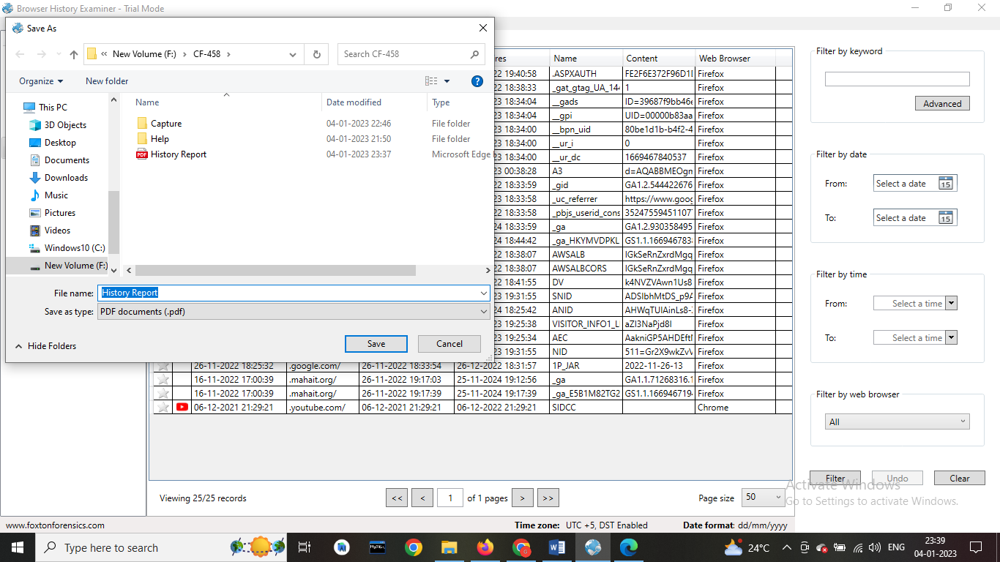 Browser History Examiner - Trial Mode
Save As
« New Volume (F:) › CF-458 ›
Search CF-458
Organize
New folder
Name Date modified Type
This PC
3D Objects
Desktop
Documents
Downloads
Music
Pictures
Videos
Windows10 (C:)
New Volume (F:)
Capture 04-01-2023 22:46 File folder
Help 04-01-2023 21:50 File folder
PDF History Report 04-01-2023 23:37 Microsoft Edge
File name: History Report
Save as type: PDF documents (.pdf)
Hide Folders
Save
Cancel
res Name Content Web Browser
22 19:40:58 .ASPXAUTH FE2F6E372F96D1 Firefox
22 18:38:33 _gat_gtag_UA_144 1 Firefox
23 18:34:04 __gads ID=39687f9bb46e Firefox
23 18:34:04 __gpi UID=00000b83aa Firefox
23 18:34:00 __bpn_uid 80be1d1b-b4f2-4 Firefox
23 18:34:00 __ur_i 0 Firefox
23 18:34:00 __ur_dc 1669467840537 Firefox
23 00:38:28 A3 d=AQABBMEOgn Firefox
22 18:33:59 _gid GA1.2.544422676 Firefox
23 18:33:58 _uc_referrer https://www.goog Firefox
22 18:33:58 _pbjs_userid_cons 35247559451107 Firefox
24 18:33:59 _ga GA1.2.930358495 Firefox
24 18:44:42 _ga_HKYMVDPKL GS1.1.166946783 Firefox
22 18:38:07 AWSALB IGkSeRnZxrdMgq Firefox
22 18:38:07 AWSALBCORS IGkSeRnZxrdMgq Firefox
22 18:41:55 DV k4NVZVAwn1Us8 Firefox
23 19:31:55 SNID ADSIbhMtDS_p9A Firefox
24 18:25:42 ANID AHWqTUIAinLs8- Firefox
23 19:25:38 VISITOR_INFO1_L aZI3NaPjd8I Firefox
23 19:25:34 AEC AakniGP5AHDEft Firefox
23 19:31:55 NID 511=Gr2X9wkZv Firefox
26-11-2022 18:25:32 .google.com/ 26-11-2022 18:33:54 26-12-2022 18:31:57 1P_JAR 2022-11-26-13 Firefox
16-11-2022 17:00:39 .mahait.org/ 26-11-2022 19:17:03 25-11-2024 19:12:56 _ga GA1.1.71268316.1 Firefox
16-11-2022 17:00:39 .mahait.org/ 26-11-2022 19:17:39 25-11-2024 19:17:39 _ga_E5B1M82TG2 GS1.1.166946719 Firefox
06-12-2021 21:29:21 .youtube.com/ 06-12-2021 21:29:21 06-12-2022 21:29:21 SIDCC Chrome
Viewing 25/25 records
<< < 1 of 1 pages > >>
Page size 50
Filter by keyword
Advanced
Filter by date
From: Select a date 15
To: Select a date 15
Filter by time
From: Select a time
To: Select a time
Filter by web browser
All
Filter Undo Clear
Activate Windows
Go to Settings to activate Windows.
www.foxtonforensics.com
Time zone: UTC +5, DST Enabled
Date format: dd/mm/yyyy
Type here to search
MySQL
24°C
ENG
23:39
04-01-2023